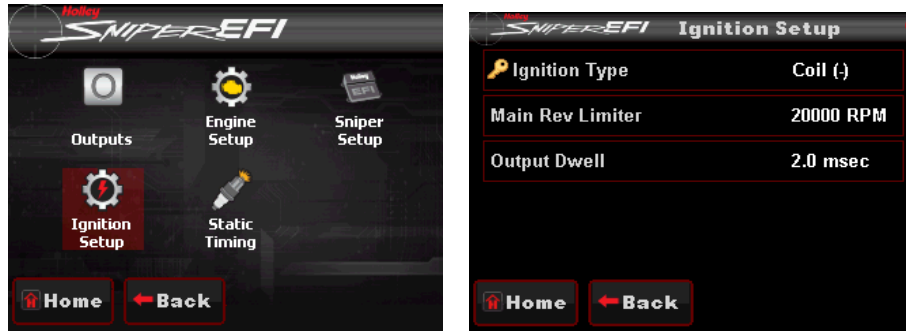 Holley
SNIPER EFI
O
Outputs
Engine
Setup
Holley
EFI
Sniper
Setup
Ignition
Setup
Static
Timing
Home
Back
Holley
SNIPER EFI Ignition Setup
Ignition Type Coil (-)
Main Rev Limiter 20000 RPM
Output Dwell 2.0 msec
Home
Back